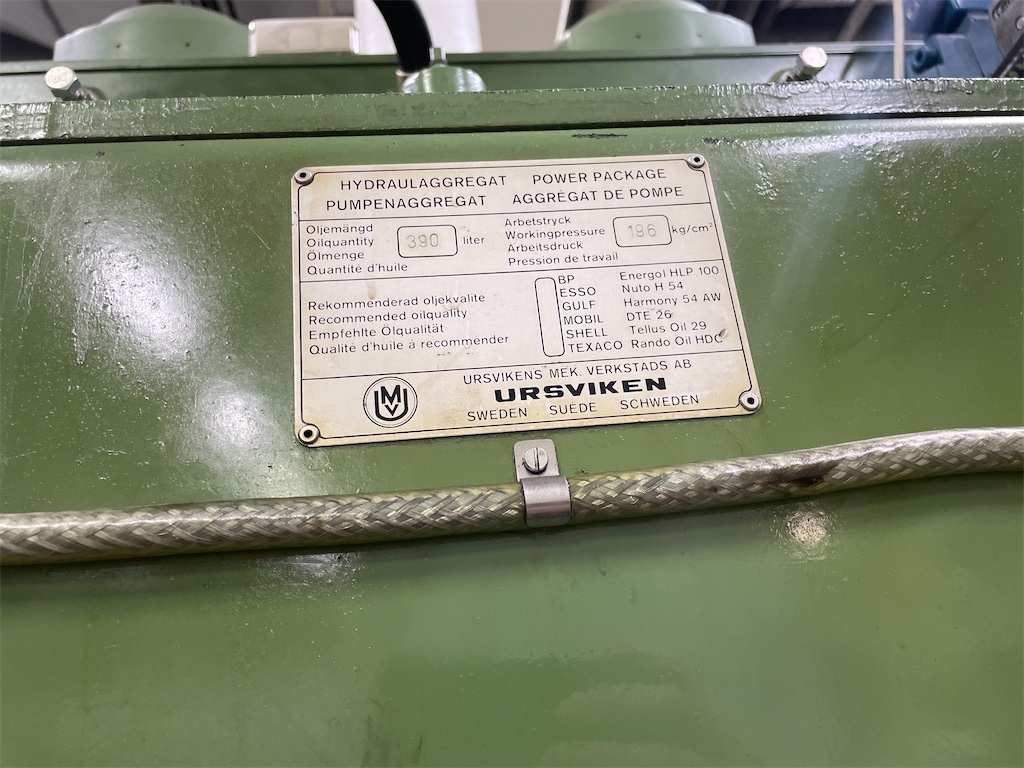 HYDRAULAGGREGAT POWER PACKAGE
PUMPENAGGREGAT AGGRÉGAT DE POMPE
Oljemängd
Oilquantity 390 liter
Ölmenge
Quantité d'huile
Arbetstryck
Workingpressure 196 kg/cm²
Arbeitsdruck
Pression de travail
Rekommenderad oljekvalite
Recommended oilquality
Empfehlte Ölqualität
Qualité d'huile à recommender
BP Energol HLP 100
ESSO Nuto H 54
GULF Harmony 54 AW
MOBIL DTE 26
SHELL Tellus Oil 29
TEXACO Rando Oil HDC
MUV
URSVIKENS MEK. VERKSTADS AB
URSVIKEN
SWEDEN SUEDE SCHWEDEN